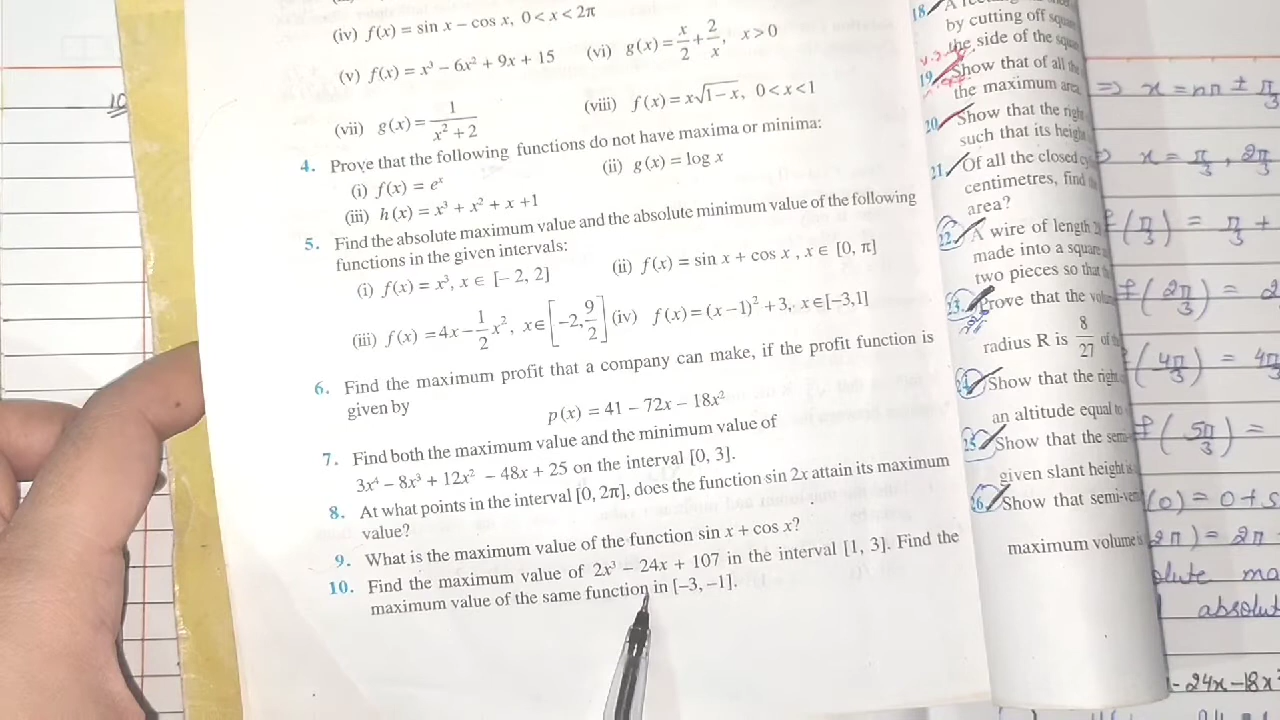 (iv) f(x) = sin x – cos x, 0 < x < 2π
(v) f(x) = x³ – 6x² + 9x + 15 (vi) g(x) = x/2 + 2/x, x > 0
(vii) g(x) = 1/(x² + 2) (viii) f(x) = x√(1–x), 0 < x < 1
4. Prove that the following functions do not have maxima or minima:
(i) f(x) = eˣ (ii) g(x) = log x
(iii) h(x) = x³ + x² + x +1
5. Find the absolute maximum value and the absolute minimum value of the following
functions in the given intervals:
(i) f(x) = x³, x ∈ [– 2, 2] (ii) f(x) = sin x + cos x , x ∈ [0, π]
(iii) f(x) = 4x – 1/2 x², x ∈ [–2, 9/2] (iv) f(x) = (x – 1)² + 3, x ∈ [–3,1]
6. Find the maximum profit that a company can make, if the profit function is
given by
p(x) = 41 – 72x – 18x²
7. Find both the maximum value and the minimum value of
3x⁴ – 8x³ + 12x² – 48x + 25 on the interval [0, 3].
8. At what points in the interval [0, 2π], does the function sin 2x attain its maximum
value?
9. What is the maximum value of the function sin x + cos x?
10. Find the maximum value of 2x³ – 24x + 107 in the interval [1, 3]. Find the
maximum value of the same function in [–3, –1].
18.
by cutting off
the side of the
19. Show that of all
the maximum
20. Show that the
such that its
21. Of all the closed
centimetres, find
area?
22. A wire of length
made into a square
two pieces so
23. Prove that the
radius R is 8/27
24. Show that the
an altitude equal
25. Show that the
given slant height
26. Show that
maximum volume
10
⇒ x = nπ ± π/3
x = π/3 , 2π/3
f(π/3) = π/3 +
f(2π/3) = 2
(4π/3) = 4π/3
f(5π/3) =
(0) = 0 +
2π) = 2π
absolut
– 24x – 18x²